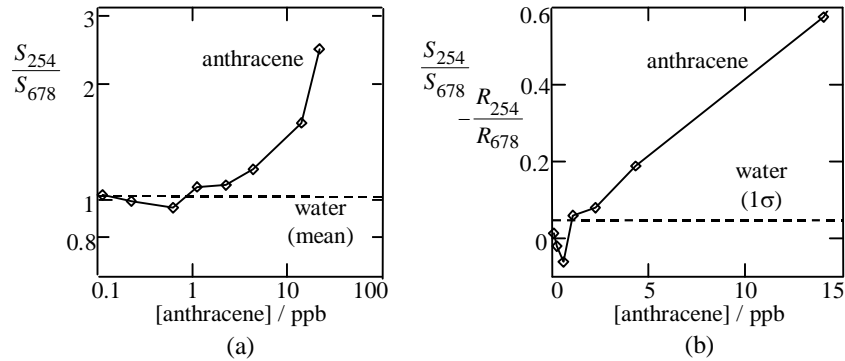 3
S254
S678
2
1
0.8
anthracene
water
(mean)
0.1
1
10
100
[anthracene] / ppb
(a)
0.6
S254
S678
− R254
R678
0.4
0.2
0
anthracene
water
(1σ)
0
5
10
15
[anthracene] / ppb
(b)